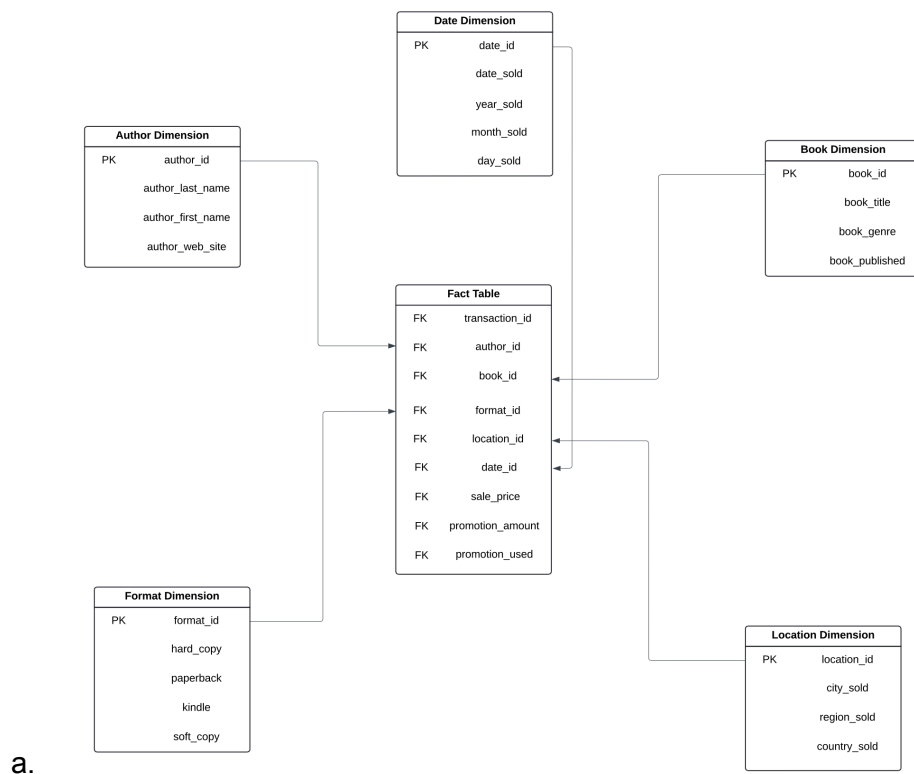 Date Dimension
PK date_id
date_sold
year_sold
month_sold
day_sold
Author Dimension
PK author_id
author_last_name
author_first_name
author_web_site
Book Dimension
PK book_id
book_title
book_genre
book_published
Fact Table
FK transaction_id
FK author_id
FK book_id
FK format_id
FK location_id
FK date_id
FK sale_price
FK promotion_amount
FK promotion_used
Format Dimension
PK format_id
hard_copy
paperback
kindle
soft_copy
Location Dimension
PK location_id
city_sold
region_sold
country_sold
a.